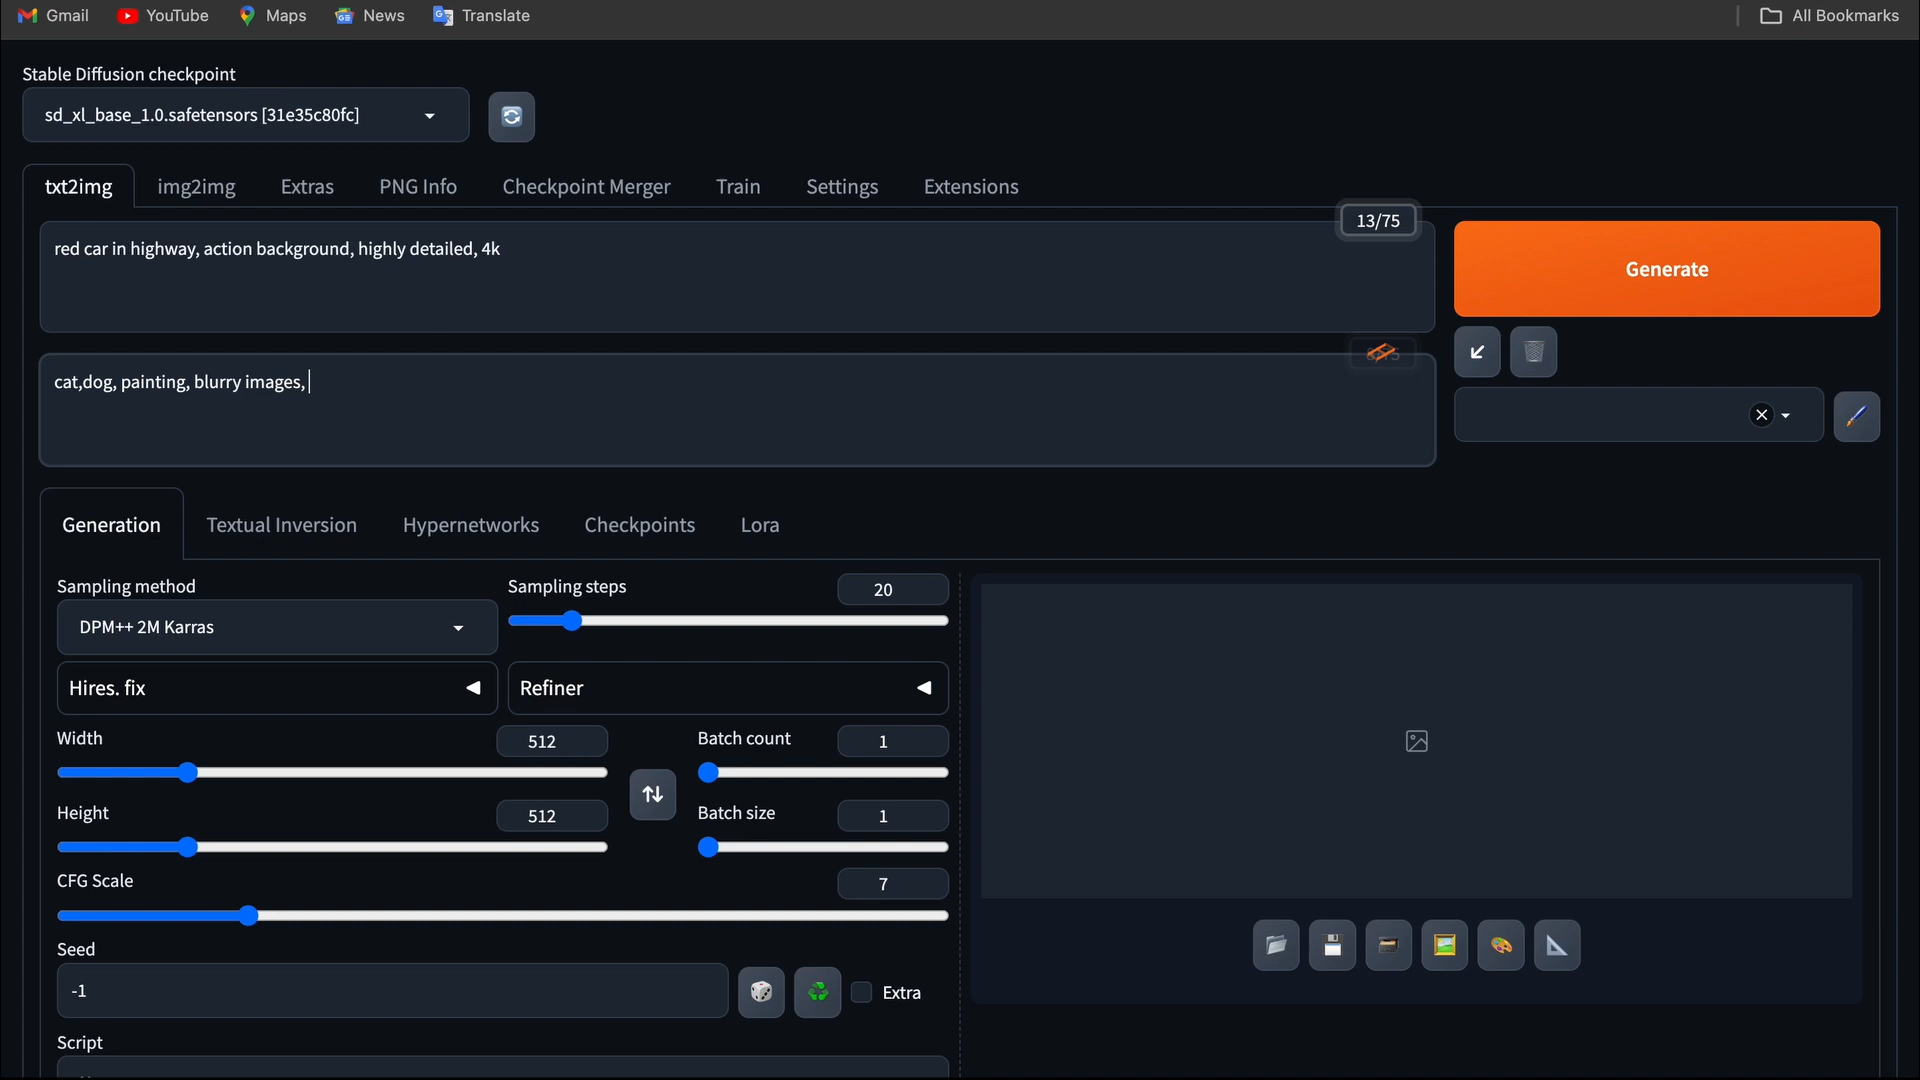 Gmail YouTube Maps News Translate All Bookmarks
Stable Diffusion checkpoint
sd_xl_base_1.0.safetensors [31e35c80fc]
txt2img img2img Extras PNG Info Checkpoint Merger Train Settings Extensions
13/75
red car in highway, action background, highly detailed, 4k
Generate
cat,dog, painting, blurry images,
Generation Textual Inversion Hypernetworks Checkpoints Lora
Sampling method Sampling steps 20
DPM++ 2M Karras
Hires. fix Refiner
Width 512 Batch count 1
Height 512 Batch size 1
CFG Scale 7
Seed
-1 Extra
Script